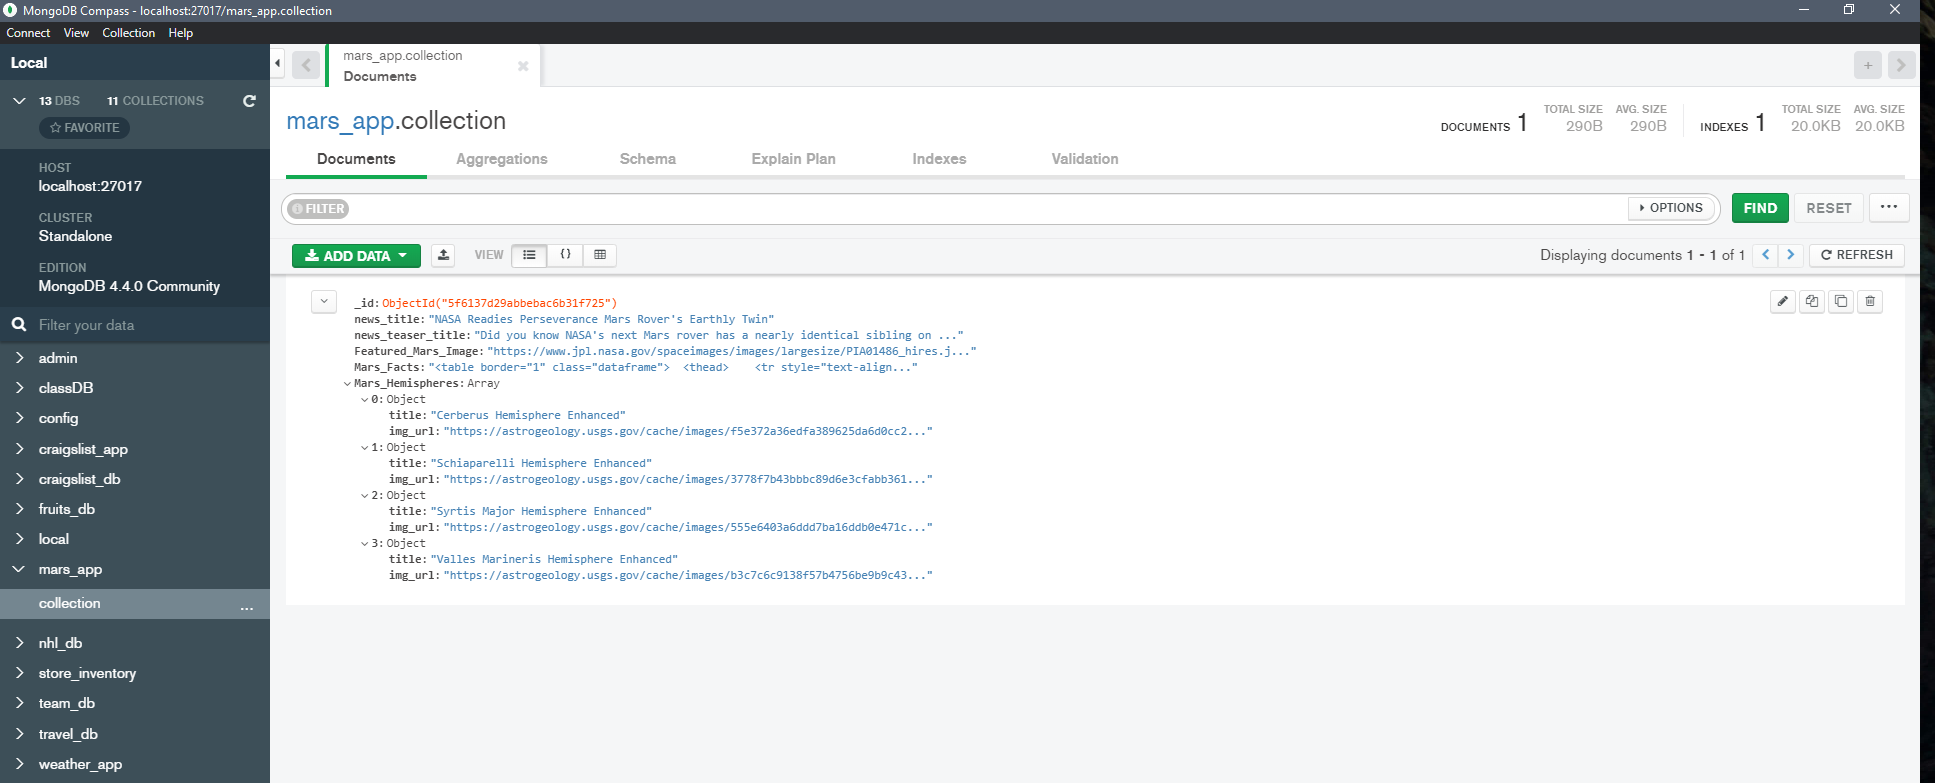 MongoDB Compass - localhost:27017/mars_app.collection
Connect View Collection Help
Local
13 DBS 11 COLLECTIONS
FAVORITE
HOST
localhost:27017
CLUSTER
Standalone
EDITION
MongoDB 4.4.0 Community
Filter your data
admin
classDB
config
craigslist_app
craigslist_db
fruits_db
local
mars_app
collection ...
nhl_db
store_inventory
team_db
travel_db
weather_app
mars_app.collection
Documents
mars_app.collection
DOCUMENTS 1 TOTAL SIZE 290B AVG. SIZE 290B INDEXES 1 TOTAL SIZE 20.0KB AVG. SIZE 20.0KB
Documents Aggregations Schema Explain Plan Indexes Validation
FILTER OPTIONS FIND RESET ...
ADD DATA VIEW {} Displaying documents 1 - 1 of 1 < > REFRESH
_id: ObjectId("5f6137d29abbebac6b31f725")
news_title: "NASA Readies Perseverance Mars Rover's Earthly Twin"
news_teaser_title: "Did you know NASA's next Mars rover has a nearly identical sibling on ..."
Featured_Mars_Image: "https://www.jpl.nasa.gov/spaceimages/images/largesize/PIA01486_hires.j..."
Mars_Facts: "<table border="1" class="dataframe"> <thead> <tr style="text-align..."
Mars_Hemispheres: Array
0: Object
title: "Cerberus Hemisphere Enhanced"
img_url: "https://astrogeology.usgs.gov/cache/images/f5e372a36edfa389625da6d0cc2..."
1: Object
title: "Schiaparelli Hemisphere Enhanced"
img_url: "https://astrogeology.usgs.gov/cache/images/3778f7b43bbbc89d6e3cfabb361..."
2: Object
title: "Syrtis Major Hemisphere Enhanced"
img_url: "https://astrogeology.usgs.gov/cache/images/555e6403a6ddd7ba16ddb0e471c..."
3: Object
title: "Valles Marineris Hemisphere Enhanced"
img_url: "https://astrogeology.usgs.gov/cache/images/b3c7c6c9138f57b4756be9b9c43..."